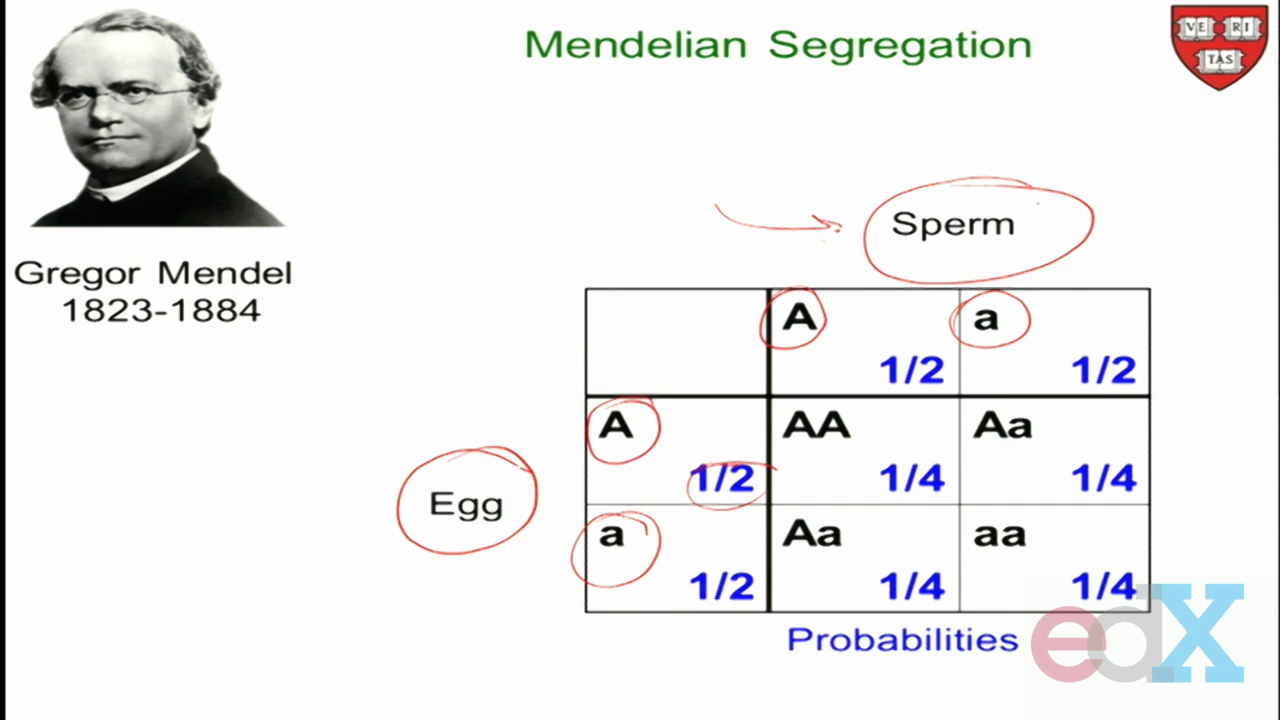 Mendelian Segregation
VE RI
TAS
Gregor Mendel
1823-1884
Sperm
A a
1/2 1/2
A AA Aa
1/2 1/4 1/4
Egg
a Aa aa
1/2 1/4 1/4
Probabilities
edX